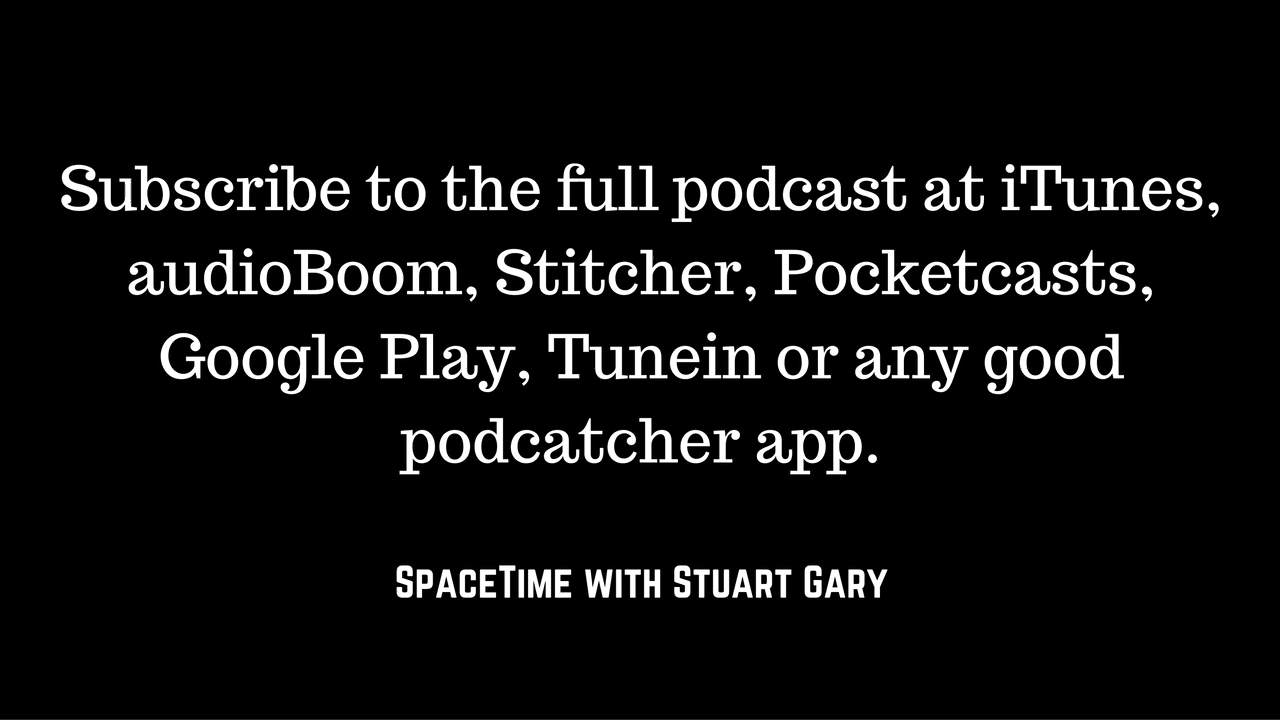 Subscribe to the full podcast at iTunes,
audioBoom, Stitcher, Pocketcasts,
Google Play, Tunein or any good
podcatcher app.
SpaceTime with Stuart Gary